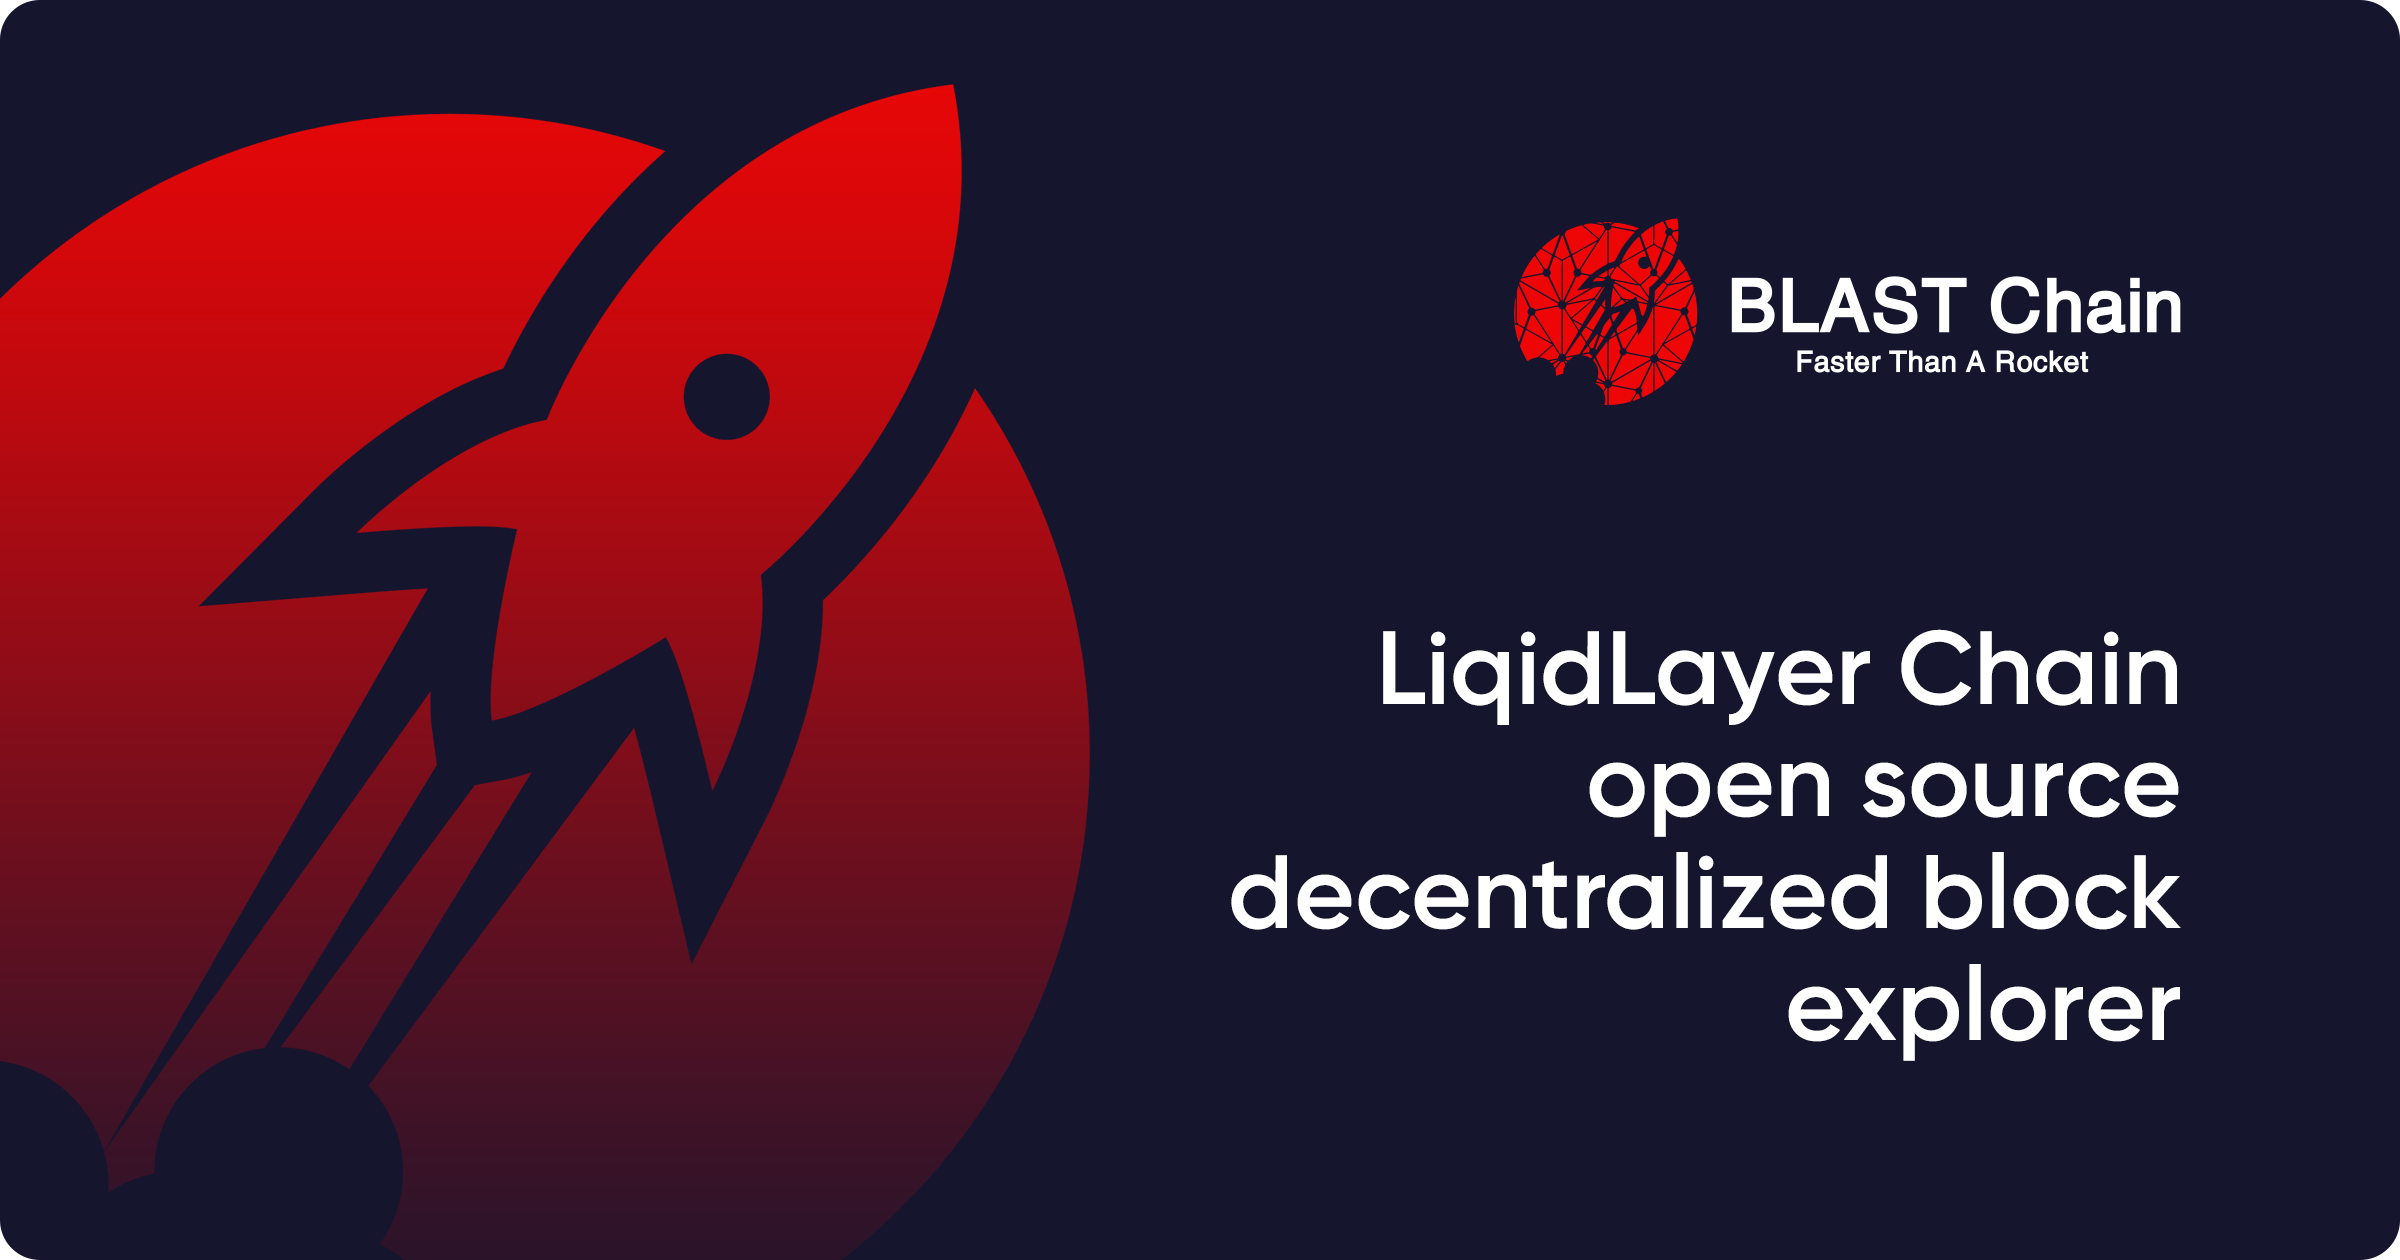 BLAST Chain
Faster Than A Rocket
LiqidLayer Chain
open source
decentralized block
explorer